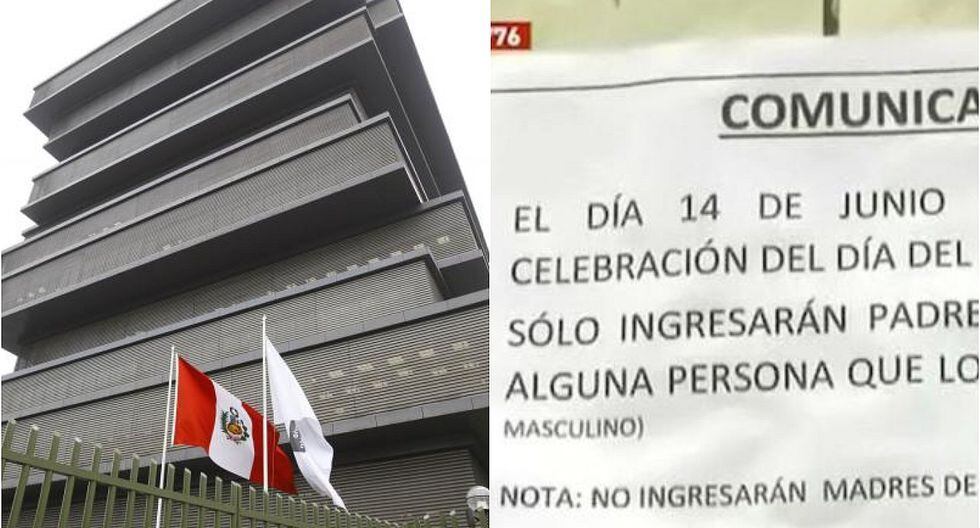 776
COMUNICA
EL DÍA 14 DE JUNIO
CELEBRACIÓN DEL DÍA DEL
SÓLO INGRESARÁN PADRE
ALGUNA PERSONA QUE LO
MASCULINO)
NOTA: NO INGRESARÁN MADRES DE